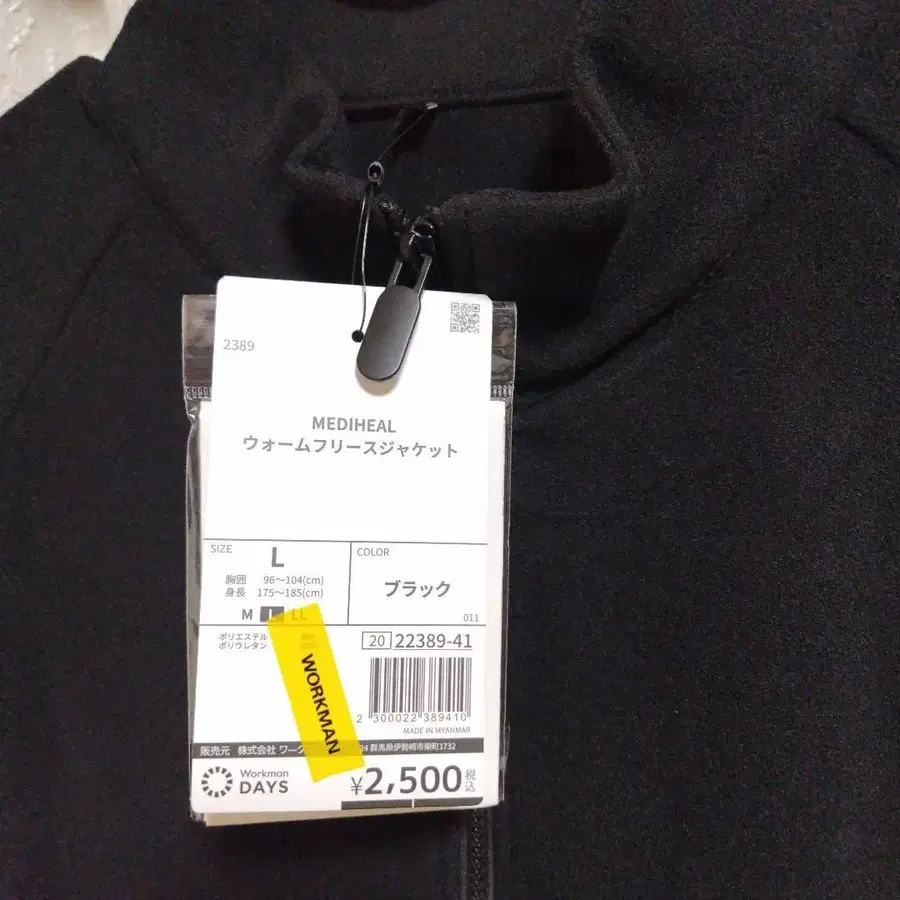 2389
MEDIHEAL
ウォームフリースジャケット
SIZE
L
胸囲 96～104(cm)
身長 175～185(cm)
M L LL
COLOR
ブラック
011
ポリエステル
ポリウレタン
20 22389-41
2 300022 389410
MADE IN MYANMAR
WORKMAN
販売元 株式会社 ワーク 24 群馬県伊勢崎市柴町1732
Workman
DAYS
¥2,500税込